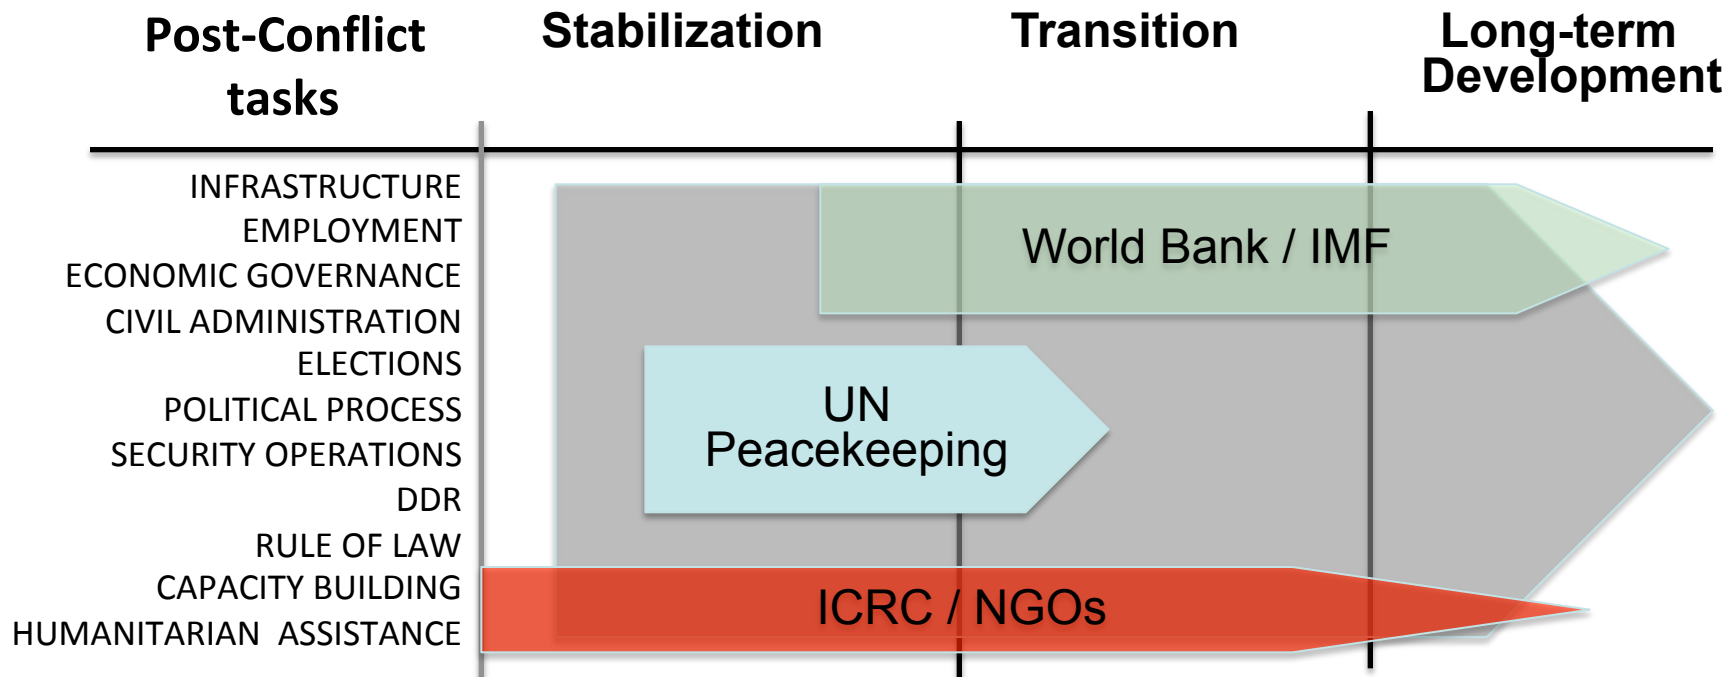 Post-Conflict
tasks
Stabilization
Transition
Long-term
Development
INFRASTRUCTURE
EMPLOYMENT
ECONOMIC GOVERNANCE
CIVIL ADMINISTRATION
ELECTIONS
POLITICAL PROCESS
SECURITY OPERATIONS
DDR
RULE OF LAW
CAPACITY BUILDING
HUMANITARIAN  ASSISTANCE
World Bank / IMF
UN
Peacekeeping
ICRC / NGOs